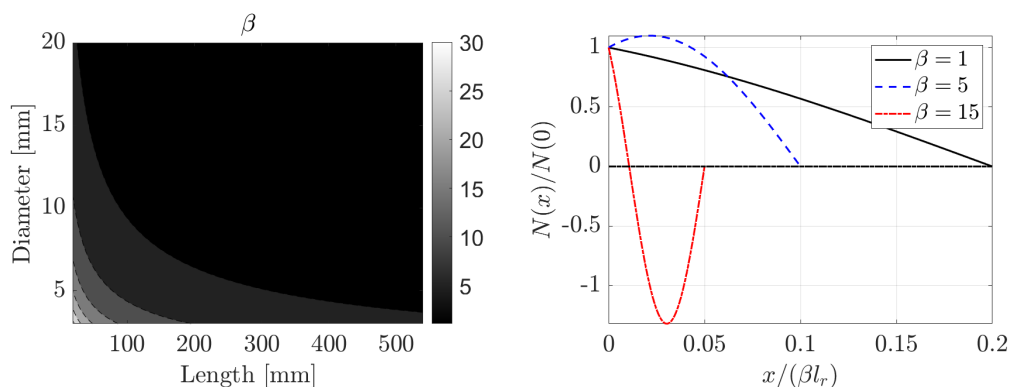 β
20
15
10
5
Diameter [mm]
100 200 300 400 500
Length [mm]
30
25
20
15
10
5
1
0.5
0
-0.5
-1
N(x)/N(0)
β = 1
β = 5
β = 15
0 0.05 0.1 0.15 0.2
x/(βl_r)